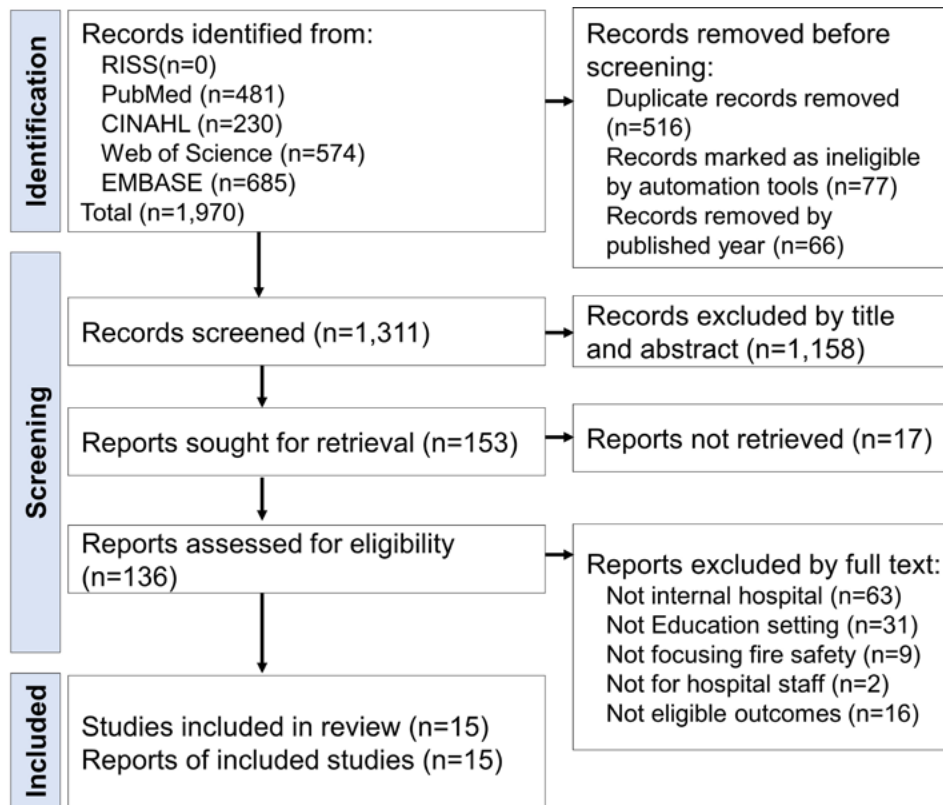 Identification
Records identified from:
RISS(n=0)
PubMed (n=481)
CINAHL (n=230)
Web of Science (n=574)
EMBASE (n=685)
Total (n=1,970)
Records removed before
screening:
Duplicate records removed
(n=516)
Records marked as ineligible
by automation tools (n=77)
Records removed by
published year (n=66)
Screening
Records screened (n=1,311)
Records excluded by title
and abstract (n=1,158)
Reports sought for retrieval (n=153)
Reports not retrieved (n=17)
Reports assessed for eligibility
(n=136)
Reports excluded by full text:
Not internal hospital (n=63)
Not Education setting (n=31)
Not focusing fire safety (n=9)
Not for hospital staff (n=2)
Not eligible outcomes (n=16)
Included
Studies included in review (n=15)
Reports of included studies (n=15)